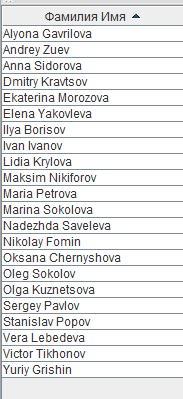 Фамилия Имя
Alyona Gavrilova
Andrey Zuev
Anna Sidorova
Dmitry Kravtsov
Ekaterina Morozova
Elena Yakovleva
Ilya Borisov
Ivan Ivanov
Lidia Krylova
Maksim Nikiforov
Maria Petrova
Marina Sokolova
Nadezhda Saveleva
Nikolay Fomin
Oksana Chernyshova
Oleg Sokolov
Olga Kuznetsova
Sergey Pavlov
Stanislav Popov
Vera Lebedeva
Victor Tikhonov
Yuriy Grishin